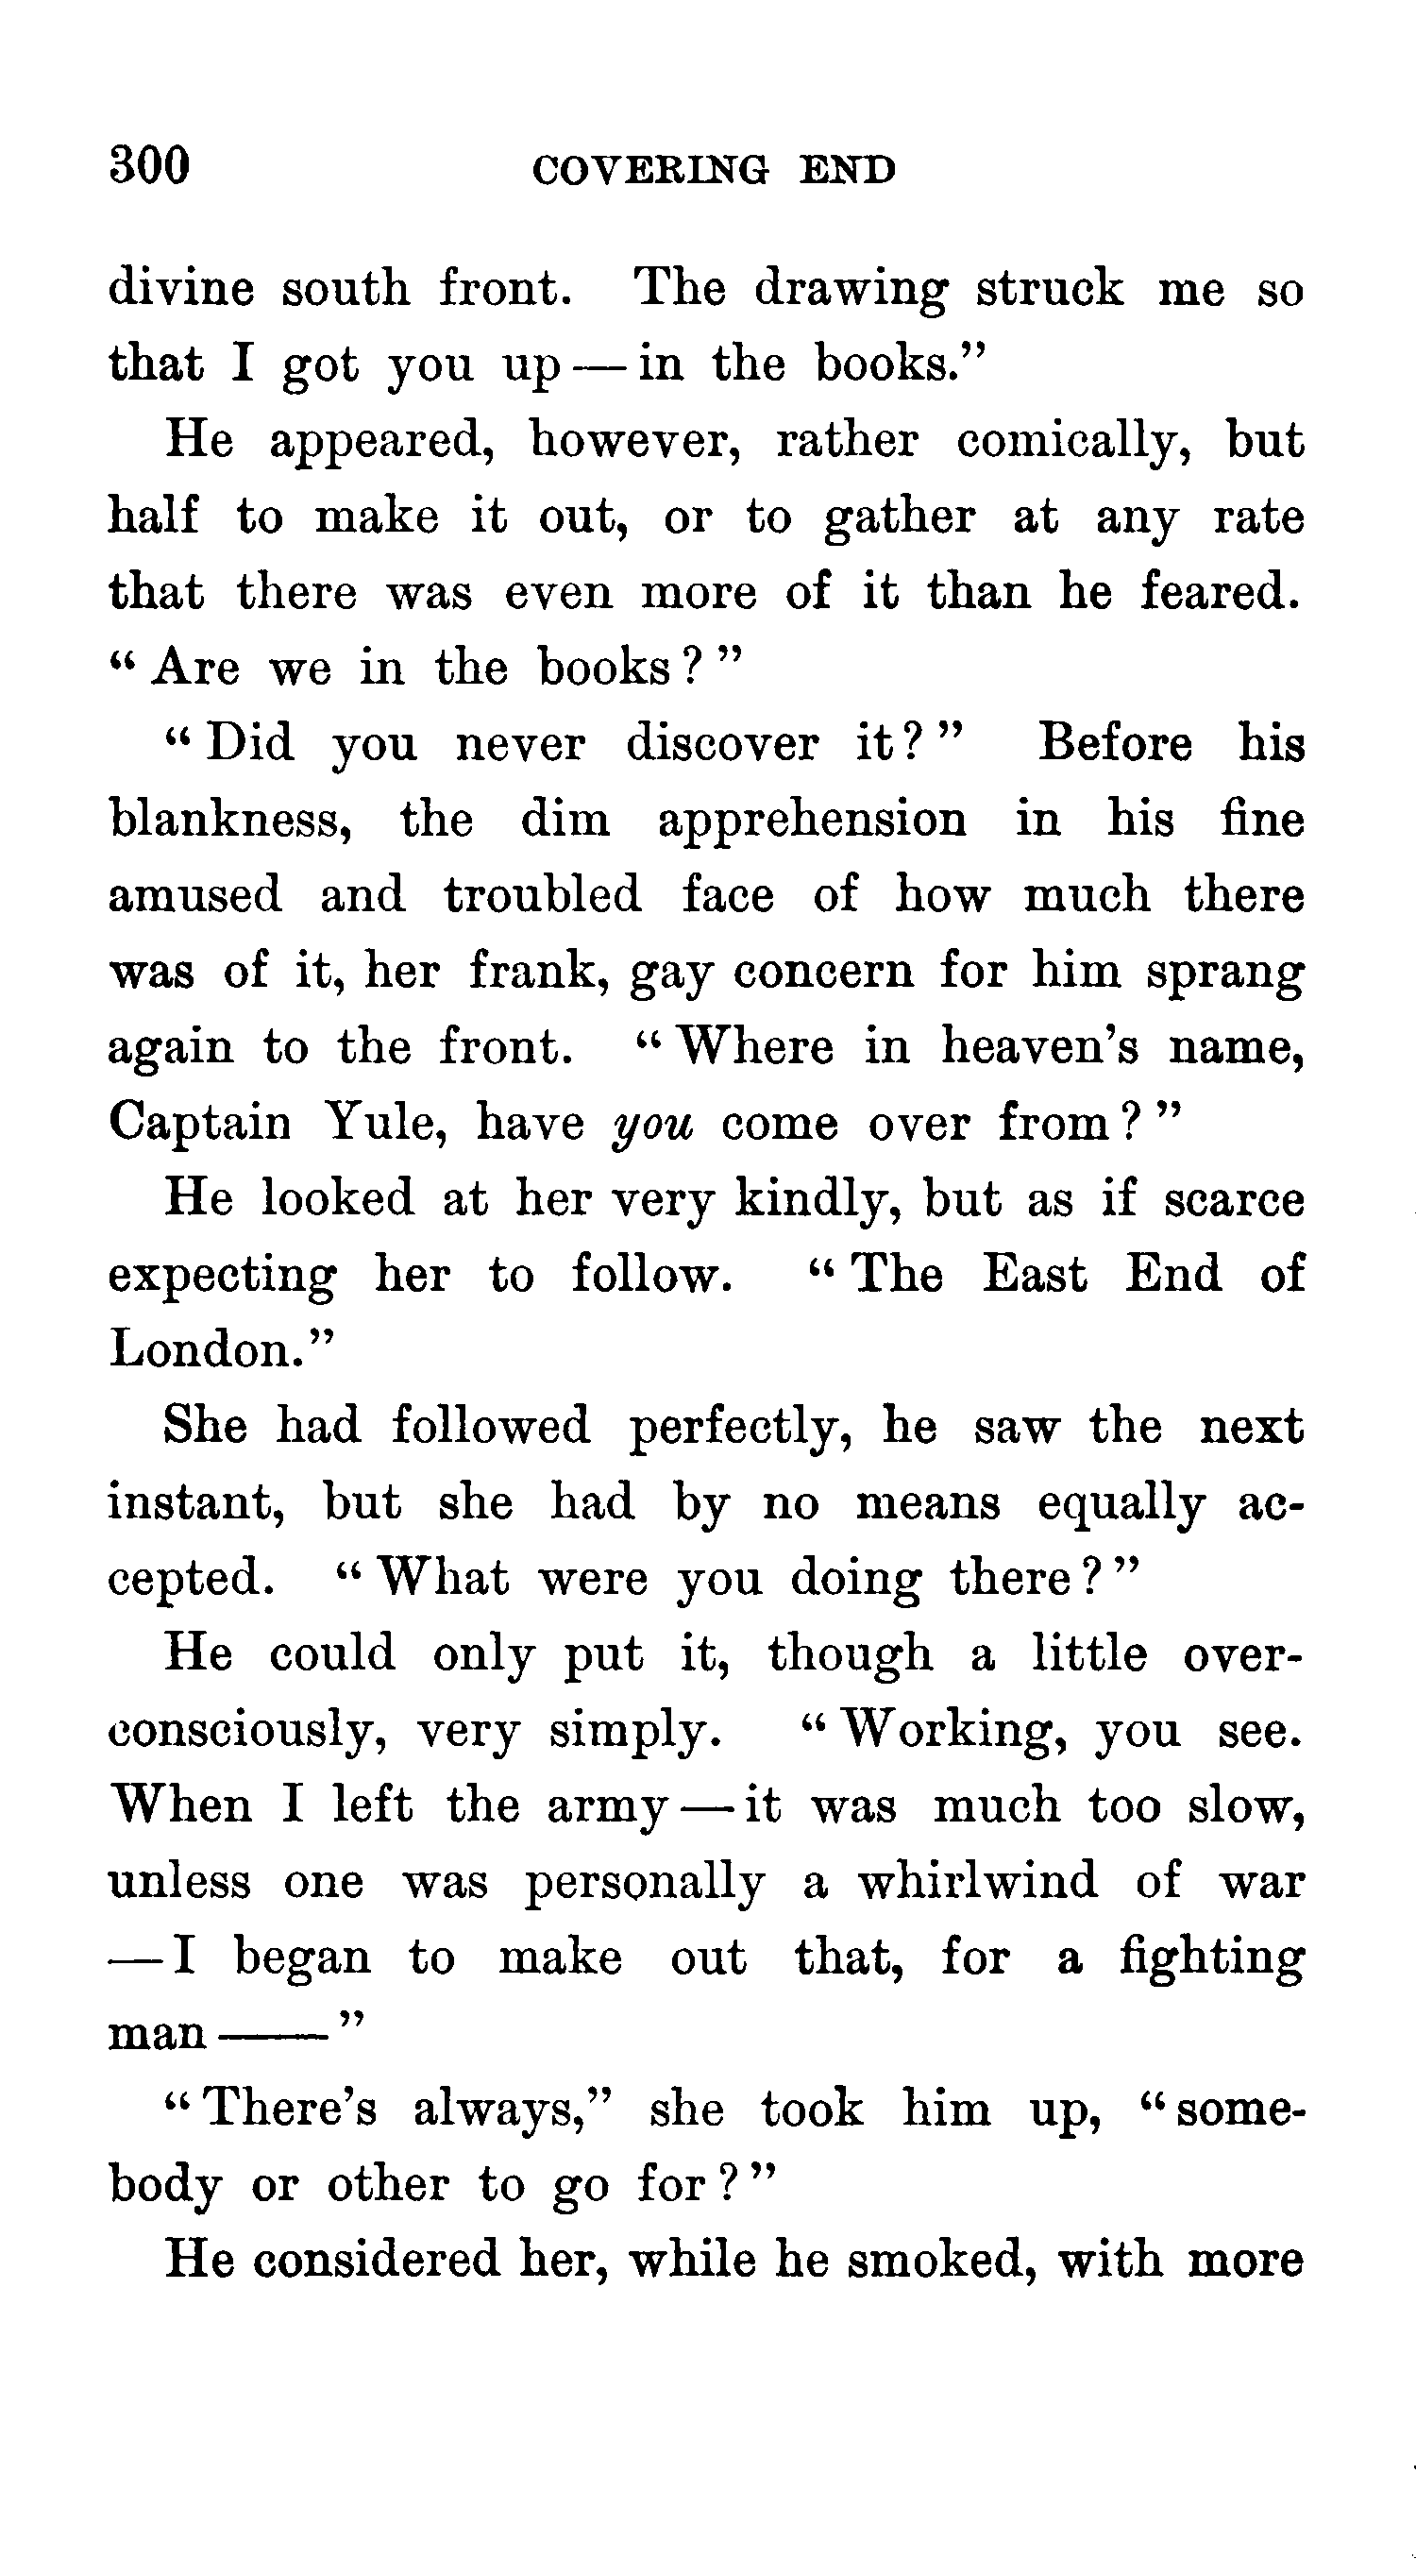 300 COVERING END
divine south front. The drawing struck me so
that I got you up — in the books.”
He appeared, however, rather comically, but
half to make it out, or to gather at any rate
that there was even more of it than he feared.
“ Are we in the books ? ”
“ Did you never discover it ? ” Before his
blankness, the dim apprehension in his fine
amused and troubled face of how much there
was of it, her frank, gay concern for him sprang
again to the front. “ Where in heaven’s name,
Captain Yule, have you come over from ? ”
He looked at her very kindly, but as if scarce
expecting her to follow. “ The East End of
London.”
She had followed perfectly, he saw the next
instant, but she had by no means equally ac-
cepted. “ What were you doing there ? ”
He could only put it, though a little over-
consciously, very simply. “ Working, you see.
When I left the army — it was much too slow,
unless one was personally a whirlwind of war
— I began to make out that, for a fighting
man —— ”
“ There’s always,” she took him up, “ some-
body or other to go for ? ”
He considered her, while he smoked, with more